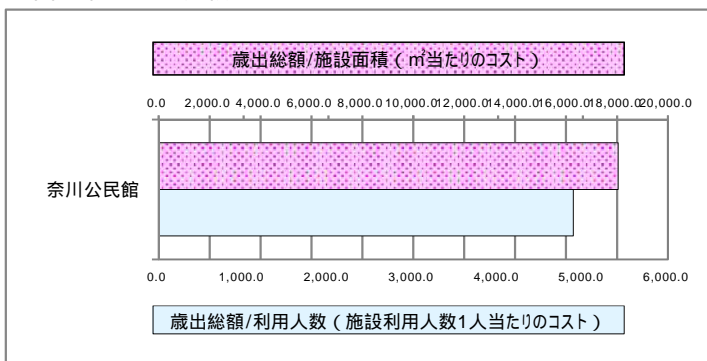 歳出総額/施設面積（㎡当たりのコスト）
0.0 2,000.0 4,000.0 6,000.0 8,000.0 10,000.0 12,000.0 14,000.0 16,000.0 18,000.0 20,000.0
奈川公民館
0.0 1,000.0 2,000.0 3,000.0 4,000.0 5,000.0 6,000.0
歳出総額/利用人数（施設利用人数1人当たりのコスト）